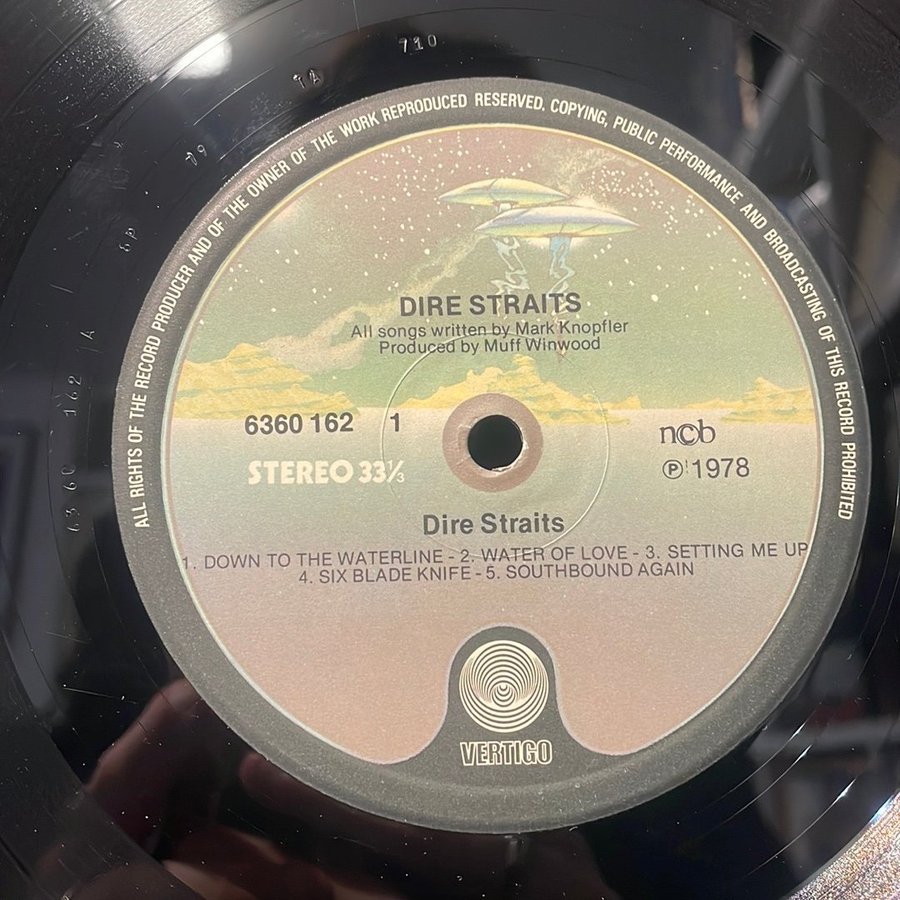 710
TA
ALL RIGHTS OF THE RECORD PRODUCER AND OF THE OWNER OF THE WORK REPRODUCED RESERVED. COPYING, PUBLIC PERFORMANCE AND BROADCASTING OF THIS RECORD PROHIBITED
DIRE STRAITS
All songs written by Mark Knopfler
Produced by Muff Winwood
6360 162 1
ncb
STEREO 33⅓
Ⓟ 1978
Dire Straits
1. DOWN TO THE WATERLINE - 2. WATER OF LOVE - 3. SETTING ME UP
4. SIX BLADE KNIFE - 5. SOUTHBOUND AGAIN
VERTIGO